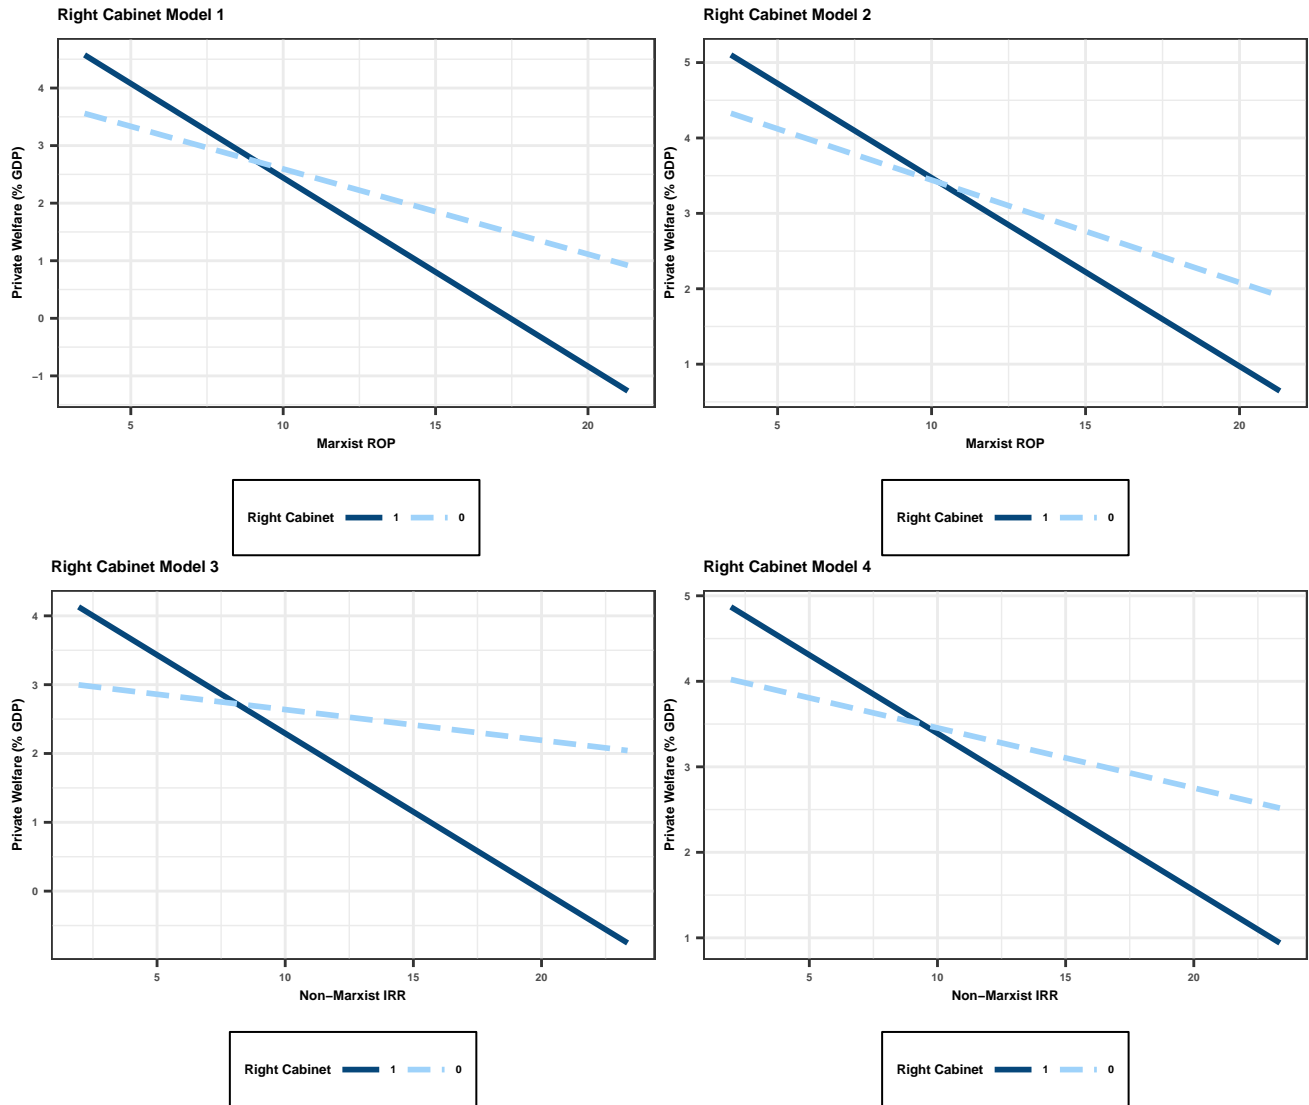 Right Cabinet Model 1
Private Welfare (% GDP)
4
3
2
1
0
−1
5 10 15 20
Marxist ROP
Right Cabinet 1 0
Right Cabinet Model 2
Private Welfare (% GDP)
5
4
3
2
1
5 10 15 20
Marxist ROP
Right Cabinet 1 0
Right Cabinet Model 3
Private Welfare (% GDP)
4
3
2
1
0
5 10 15 20
Non−Marxist IRR
Right Cabinet 1 0
Right Cabinet Model 4
Private Welfare (% GDP)
5
4
3
2
1
5 10 15 20
Non−Marxist IRR
Right Cabinet 1 0